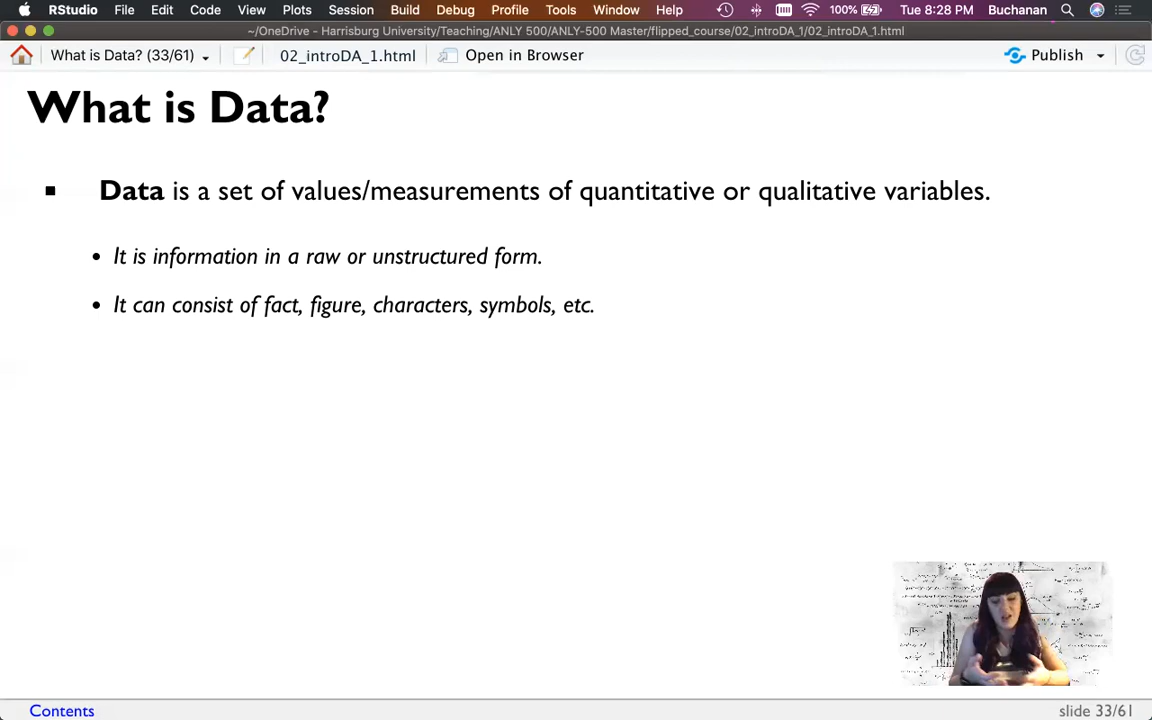 RStudio File Edit Code View Plots Session Build Debug Profile Tools Window Help 100% Tue 8:28 PM Buchanan
~/OneDrive - Harrisburg University/Teaching/ANLY 500/ANLY-500 Master/flipped_course/02_introDA_1/02_introDA_1.html
What is Data? (33/61) 02_introDA_1.html Open in Browser Publish
What is Data?
Data is a set of values/measurements of quantitative or qualitative variables.
It is information in a raw or unstructured form.
It can consist of fact, figure, characters, symbols, etc.
Contents slide 33/61